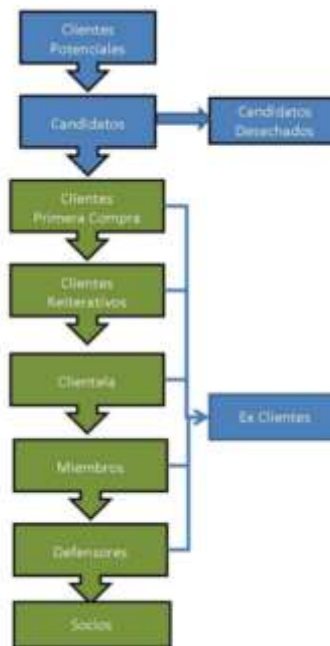 Clientes
Potenciales
Candidatos
Candidatos
Desechados
Clientes
Primera Compra
Clientes
Reiterativos
Clientela
Ex Clientes
Miembros
Defensores
Socios